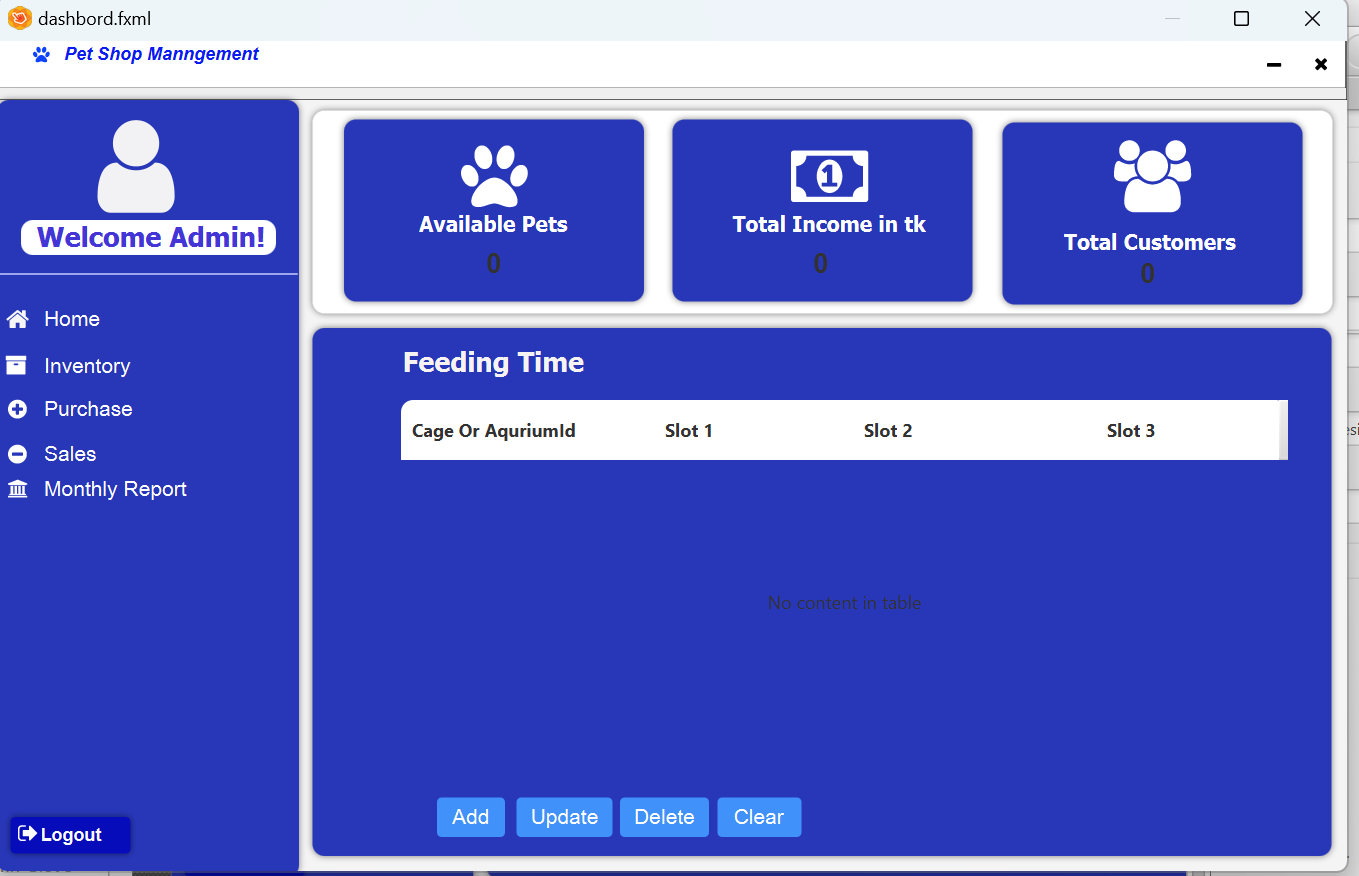 dashbord.fxml
Pet Shop Manngement
Welcome Admin!
Home
Inventory
Purchase
Sales
Monthly Report
Logout
Available Pets
0
Total Income in tk
0
Total Customers
0
Feeding Time
Cage Or AquriumId Slot 1 Slot 2 Slot 3
No content in table
Add Update Delete Clear